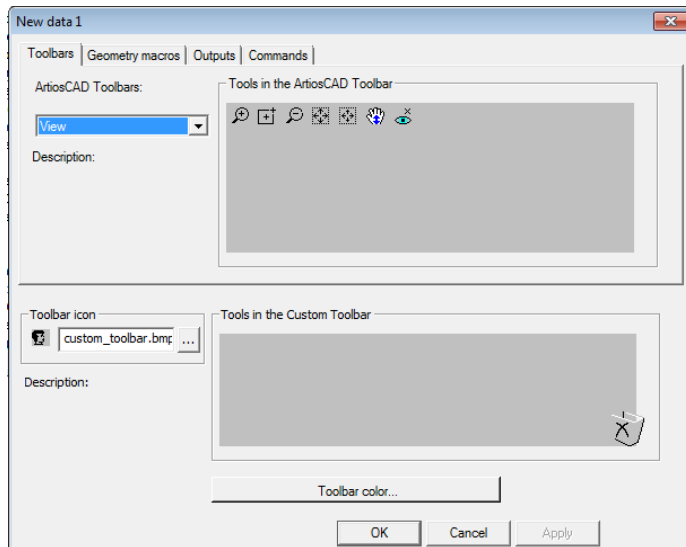 New data 1
Toolbars
Geometry macros
Outputs
Commands
ArtiosCAD Toolbars:
View
Description:
Tools in the ArtiosCAD Toolbar
Toolbar icon
custom_toolbar.bmp
...
Description:
Tools in the Custom Toolbar
Toolbar color...
OK
Cancel
Apply